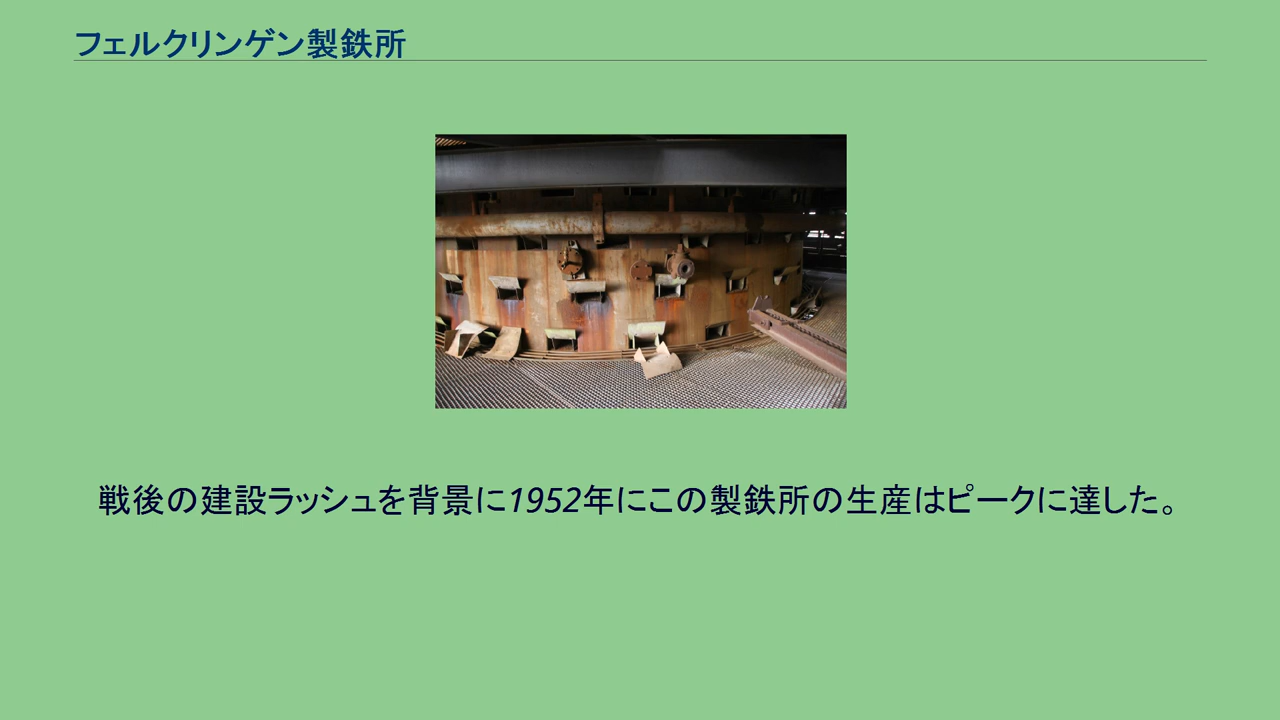 フェルクリンゲン製鉄所
戦後の建設ラッシュを背景に1952年にこの製鉄所の生産はピークに達した。